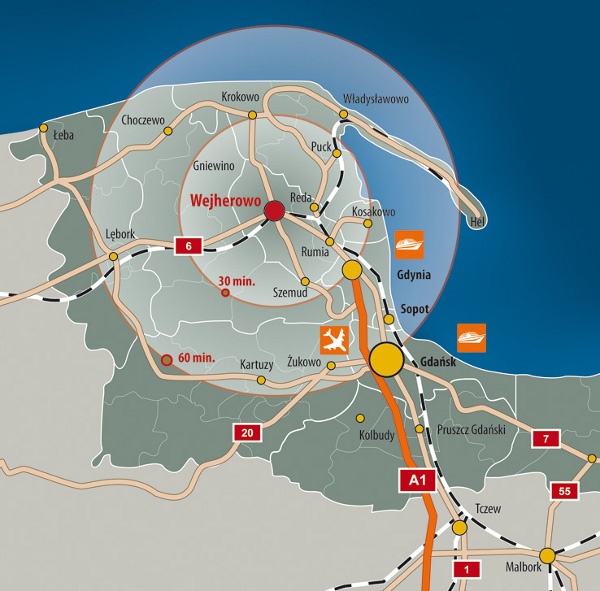 Krokowo
Władysławowo
Choczewo
Łeba
Puck
Gniewino
Wejherowo
Reda
Kosakowo
Hel
Lębork
6
Rumia
Gdynia
30 min.
Szemud
Sopot
60 min.
Kartuzy
Żukowo
Gdańsk
20
Kolbudy
Pruszcz Gdański
7
A1
55
Tczew
1
Malbork